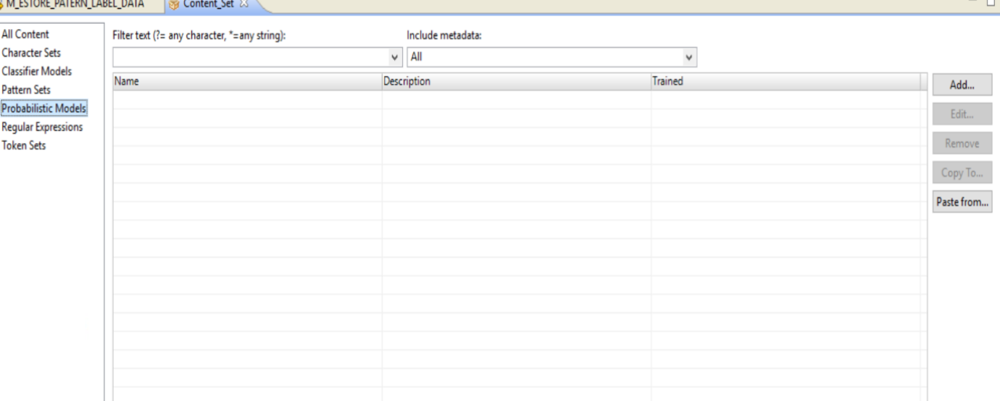 M_ESTORE_PATERN_LABEL_DATA
Content_Set
All Content
Character Sets
Classifier Models
Pattern Sets
Probabilistic Models
Regular Expressions
Token Sets
Filter text (?= any character, *=any string):
Include metadata:
All
Name
Description
Trained
Add...
Edit...
Remove
Copy To...
Paste from...